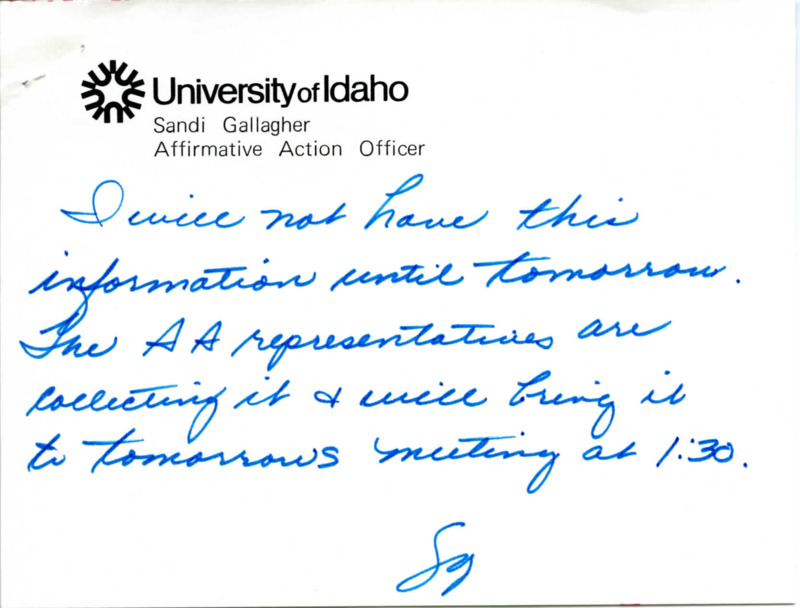 University of Idaho
Sandi Gallagher
Affirmative Action Officer
I will not have this
information until tomorrow.
The AA representatives are
collecting it & will bring it
to tomorrows meeting at 1:30.
Sg